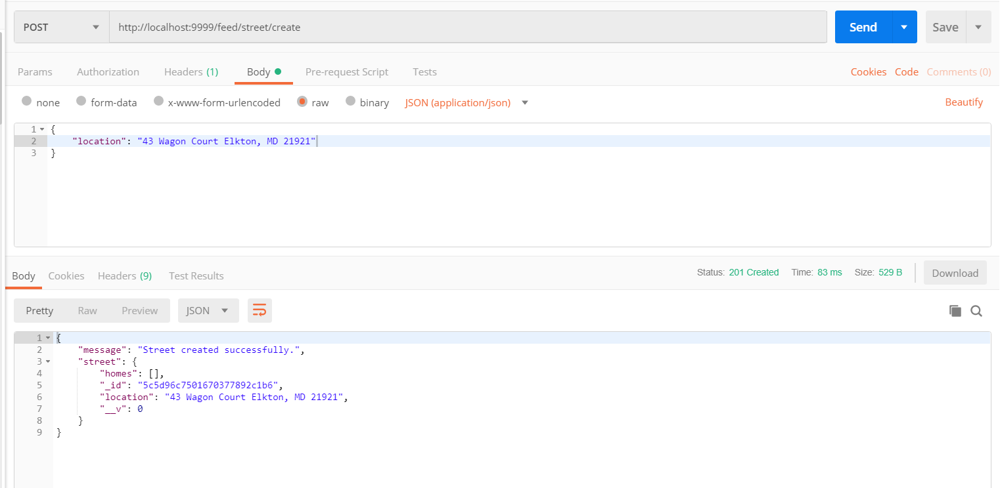 POST http://localhost:9999/feed/street/create Send Save
Params Authorization Headers (1) Body Pre-request Script Tests Cookies Code Comments (0)
none form-data x-www-form-urlencoded raw binary JSON (application/json) Beautify
1 {
2 "location": "43 Wagon Court Elkton, MD 21921"
3 }
Body Cookies Headers (9) Test Results Status: 201 Created Time: 83 ms Size: 529 B Download
Pretty Raw Preview JSON
1 {
2 "message": "Street created successfully.",
3 "street": {
4 "homes": [],
5 "_id": "5c5d96c7501670377892c1b6",
6 "location": "43 Wagon Court Elkton, MD 21921",
7 "__v": 0
8 }
9 }